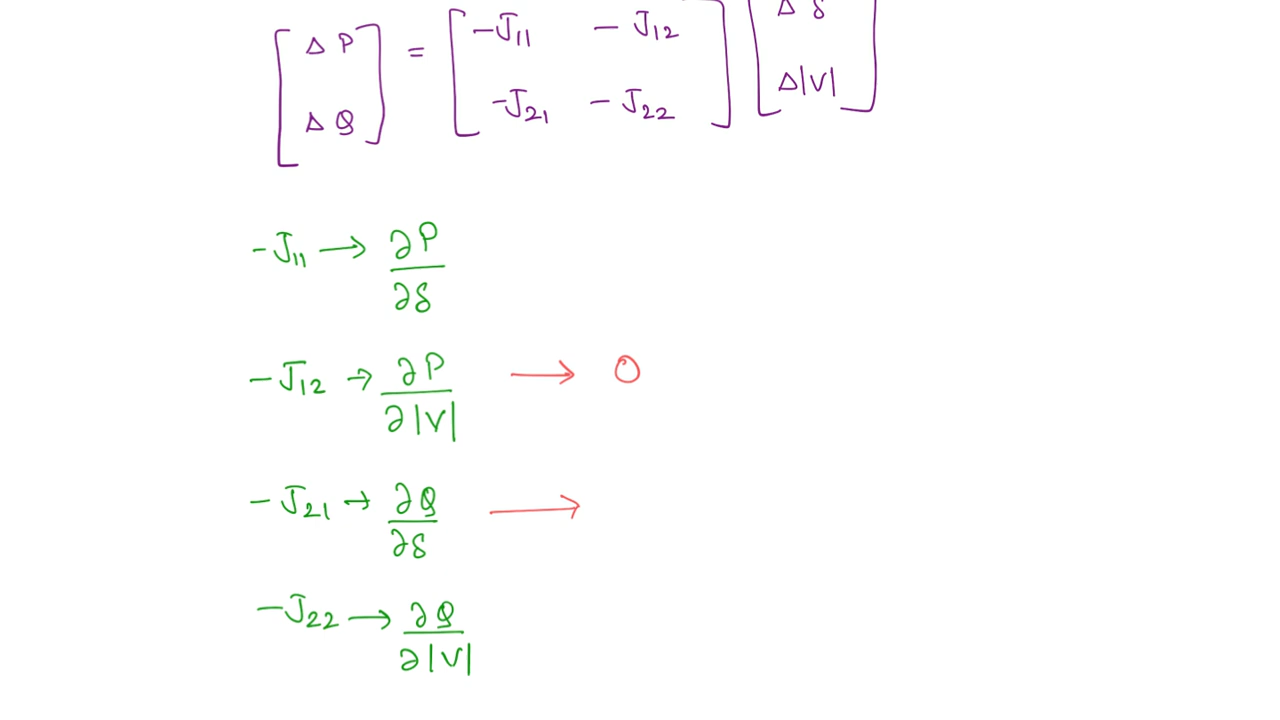 [ΔP ΔQ] = [-J₁₁ -J₁₂ -J₂₁ -J₂₂] [Δδ Δ|V|]
-J₁₁ → ∂P/∂δ
-J₁₂ → ∂P/∂|V| → 0
-J₂₁ → ∂Q/∂δ →
-J₂₂ → ∂Q/∂|V|